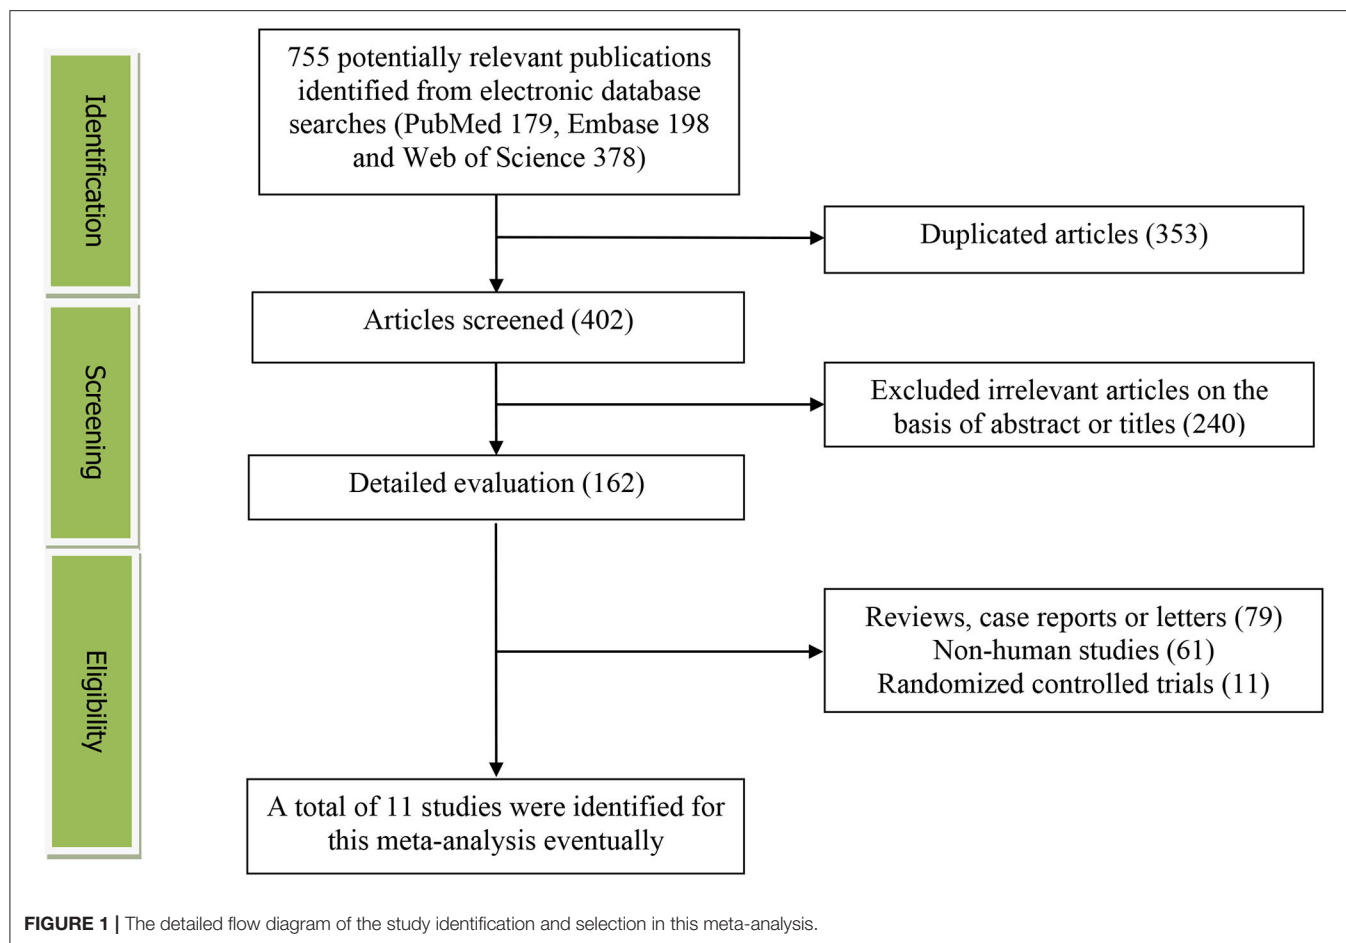 Identification
755 potentially relevant publications
identified from electronic database
searches (PubMed 179, Embase 198
and Web of Science 378)
Duplicated articles (353)
Screening
Articles screened (402)
Excluded irrelevant articles on the
basis of abstract or titles (240)
Detailed evaluation (162)
Eligibility
Reviews, case reports or letters (79)
Non-human studies (61)
Randomized controlled trials (11)
A total of 11 studies were identified for
this meta-analysis eventually
FIGURE 1 | The detailed flow diagram of the study identification and selection in this meta-analysis.